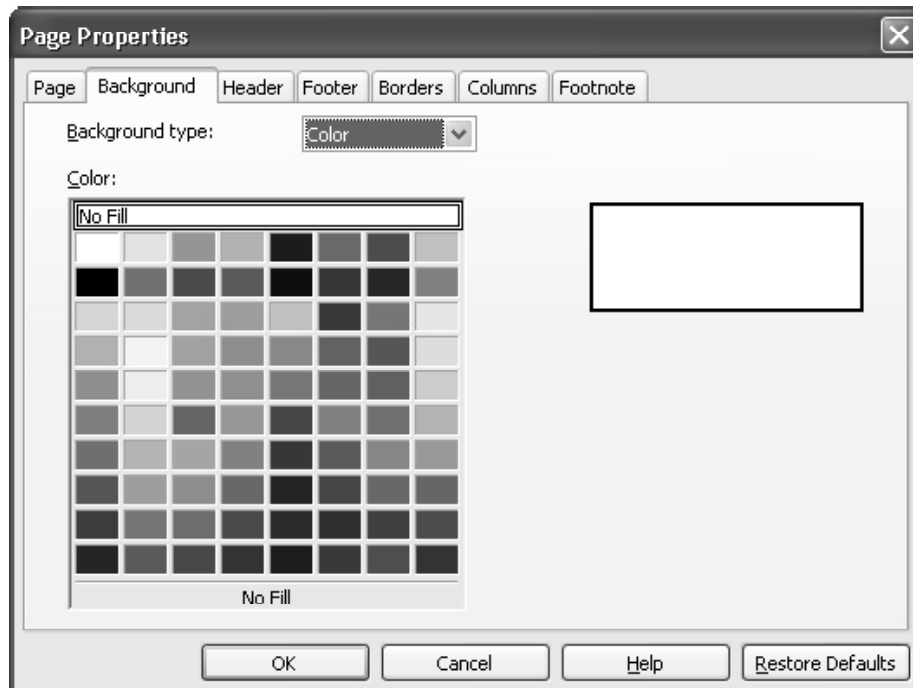 Page Properties
Page Background Header Footer Borders Columns Footnote
Background type: Color
Color:
No Fill
No Fill
OK Cancel Help Restore Defaults